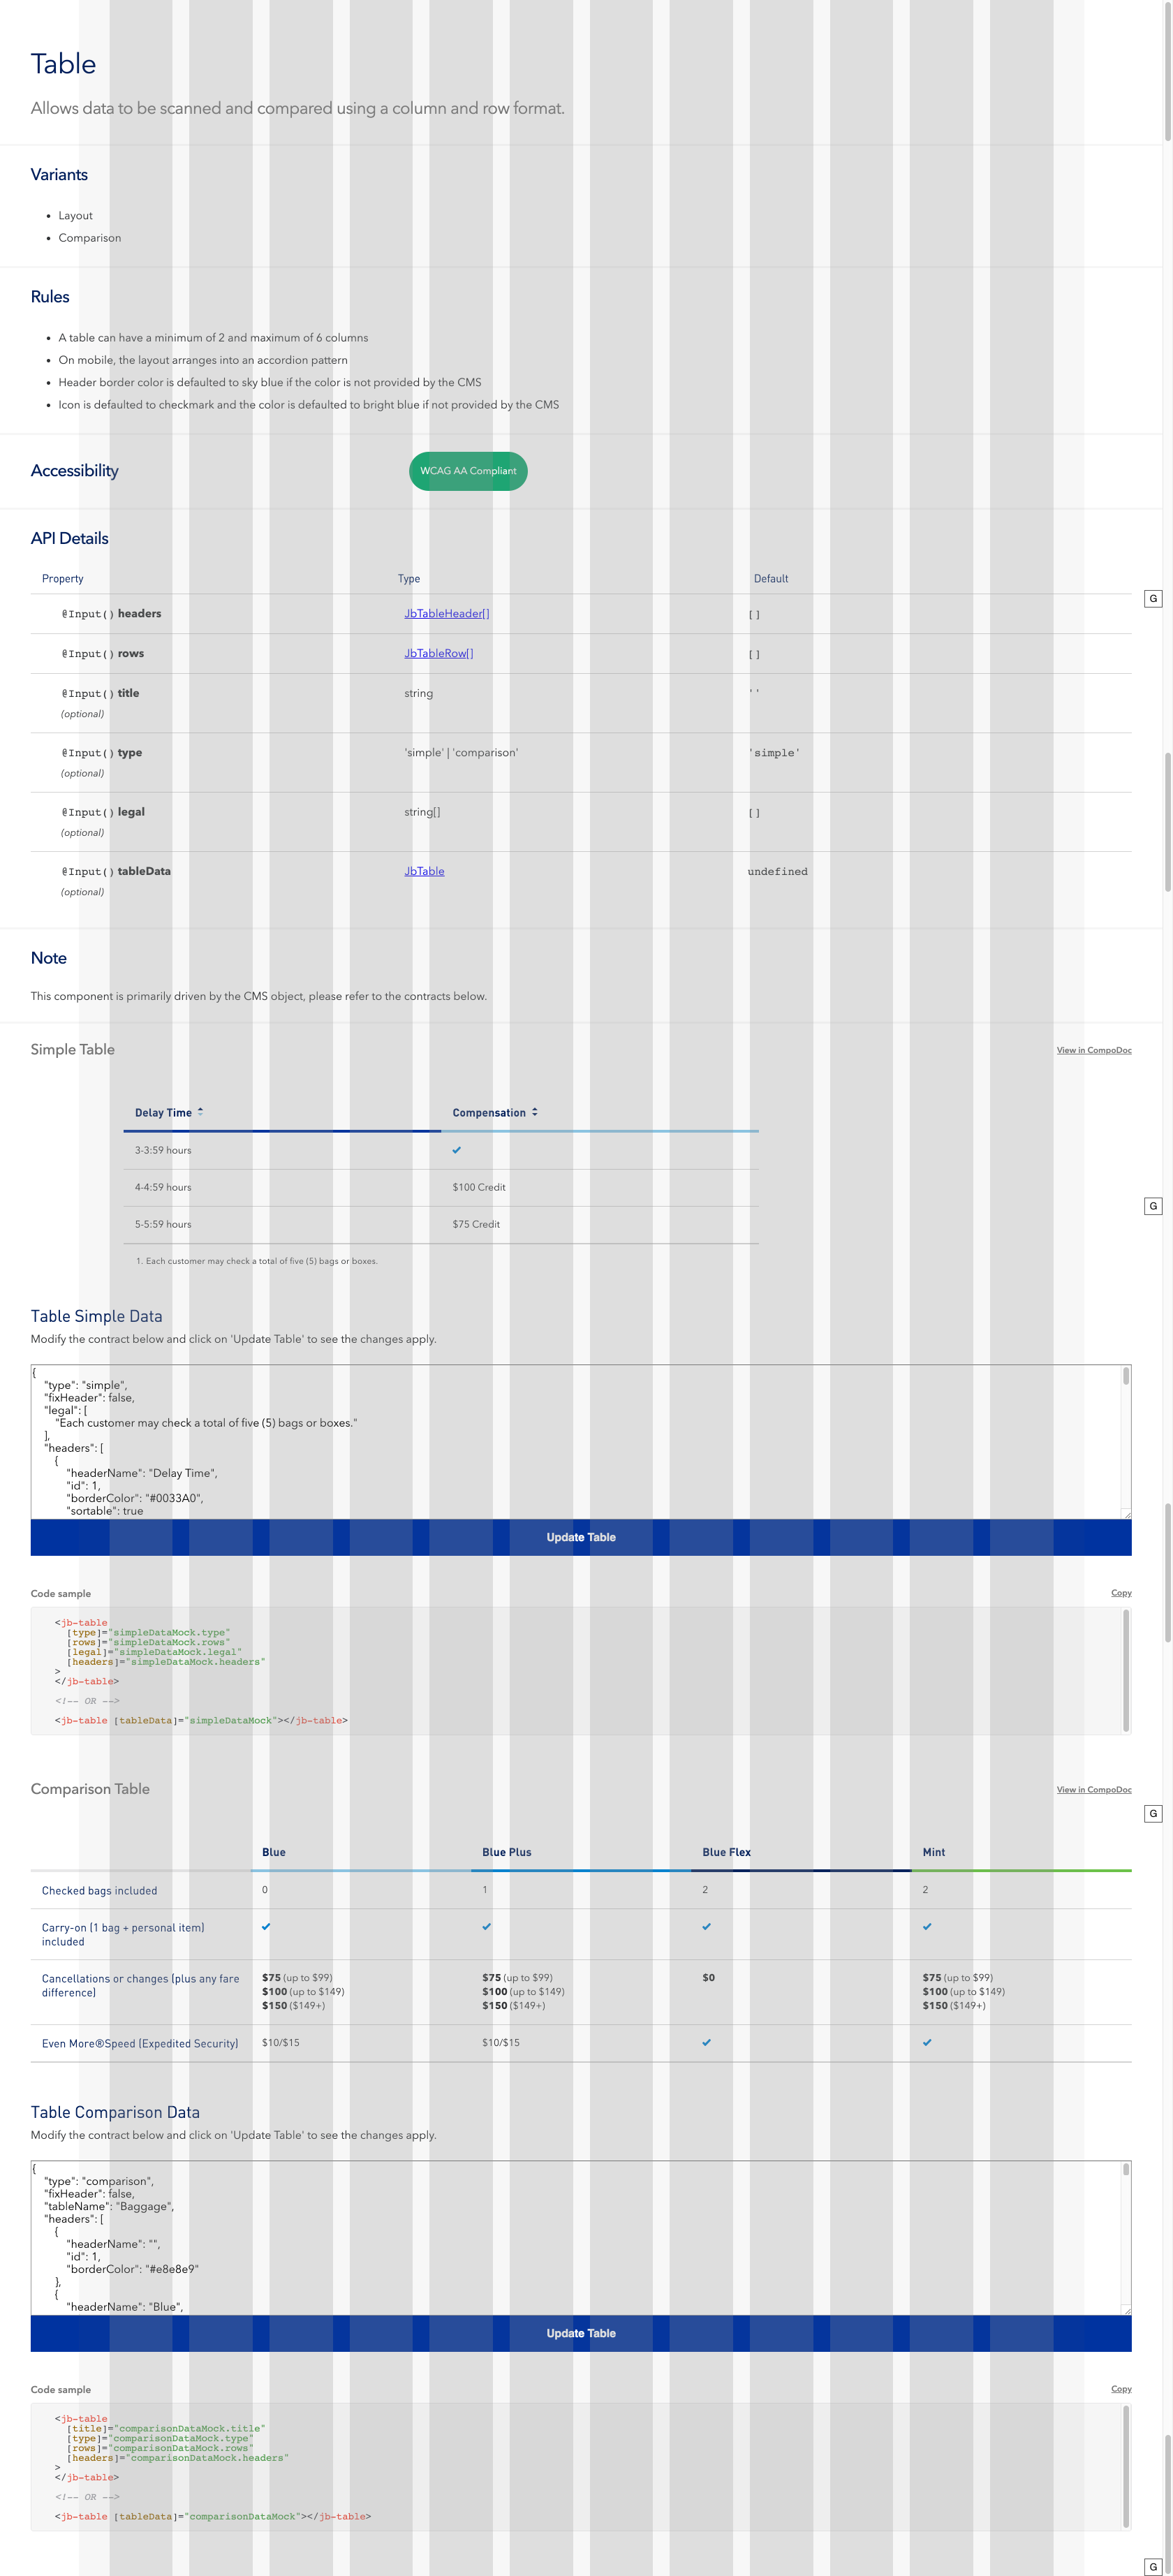 Table
Allows data to be scanned and compared using a column and row format.
Variants
• Layout
• Comparison
Rules
• A table can have a minimum of 2 and maximum of 6 columns
• On mobile, the layout arranges into an accordion pattern
• Header border color is defaulted to sky blue if the color is not provided by the CMS
• Icon is defaulted to checkmark and the color is defaulted to bright blue if not provided by the CMS
Accessibility WCAG AA Compliant
API Details
Property Type Default
G
@Input() headers JbTableHeader[] []
@Input() rows JbTableRow[] []
@Input() title string ''
(optional)
@Input() type 'simple' | 'comparison' 'simple'
(optional)
@Input() legal string[] []
(optional)
@Input() tableData JbTable undefined
(optional)
Note
This component is primarily driven by the CMS object, please refer to the contracts below.
Simple Table View in CompoDoc
Delay Time Compensation
3-3:59 hours
4-4:59 hours $100 Credit
G
5-5:59 hours $75 Credit
1. Each customer may check a total of five (5) bags or boxes.
Table Simple Data
Modify the contract below and click on 'Update Table' to see the changes apply.
{
"type": "simple",
"fixHeader": false,
"legal": [
"Each customer may check a total of five (5) bags or boxes."
],
"headers": [
{
"headerName": "Delay Time",
"id": 1,
"borderColor": "#0033A0",
"sortable": true
Update Table
Code sample Copy
<jb-table
[type]="simpleDataMock.type"
[rows]="simpleDataMock.rows"
[legal]="simpleDataMock.legal"
[headers]="simpleDataMock.headers"
>
</jb-table>
<!-- OR -->
<jb-table [tableData]="simpleDataMock"></jb-table>
Comparison Table View in CompoDoc
G
Blue Blue Plus Blue Flex Mint
Checked bags included 0 1 2 2
Carry-on (1 bag + personal item)
included
Cancellations or changes (plus any fare $75 (up to $99) $75 (up to $99) $0 $75 (up to $99)
difference) $100 (up to $149) $100 (up to $149) $100 (up to $149)
$150 ($149+) $150 ($149+) $150 ($149+)
Even More®Speed (Expedited Security) $10/$15 $10/$15
Table Comparison Data
Modify the contract below and click on 'Update Table' to see the changes apply.
{
"type": "comparison",
"fixHeader": false,
"tableName": "Baggage",
"headers": [
{
"headerName": "",
"id": 1,
"borderColor": "#e8e8e9"
},
{
"headerName": "Blue",
Update Table
Code sample Copy
<jb-table
[title]="comparisonDataMock.title"
[type]="comparisonDataMock.type"
[rows]="comparisonDataMock.rows"
[headers]="comparisonDataMock.headers"
>
</jb-table>
<!-- OR -->
<jb-table [tableData]="comparisonDataMock"></jb-table>
G